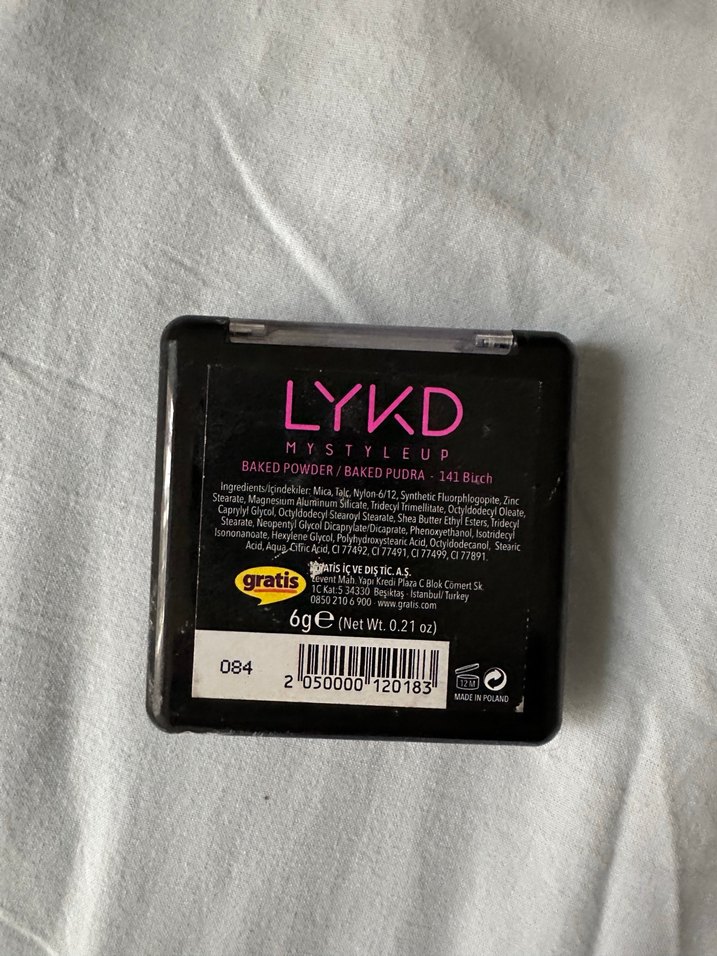 LYKD
MYSTYLEUP
BAKED POWDER / BAKED PUDRA - 141 Birch
Ingredients/İçindekiler: Mica, Talc, Nylon-6/12, Synthetic Fluorphlogopite, Zinc
Stearate, Magnesium Aluminum Silicate, Tridecyl Trimellitate, Octyldodecyl Oleate,
Caprylyl Glycol, Octyldodecyl Stearoyl Stearate, Shea Butter Ethyl Esters, Tridecyl
Stearate, Neopentyl Glycol Dicaprylate/Dicaprate, Phenoxyethanol, Isotridecyl
Isononanoate, Hexylene Glycol, Polyhydroxystearic Acid, Octyldodecanol, Stearic
Acid, Aqua, Citric Acid, CI 77492, CI 77491, CI 77499, CI 77891.
gratis
İÇ VE DIŞ TİC. A.Ş.
Levent Mah. Yapı Kredi Plaza C Blok Cömert Sk.
1C Kat:5 34330 Beşiktaş - İstanbul/Turkey
0850 210 6 900 - www.gratis.com
6g℮ (Net Wt. 0.21 oz)
084
2 050000 120183
12 M
MADE IN POLAND